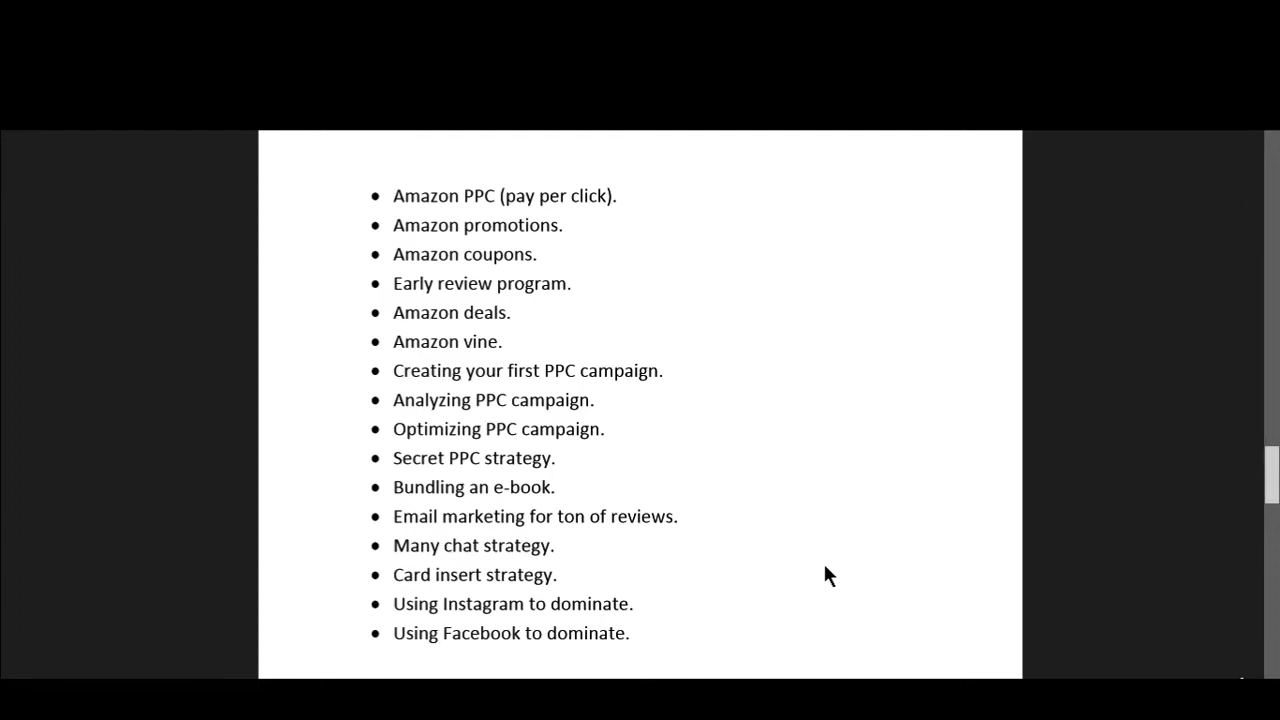 • Amazon PPC (pay per click).
• Amazon promotions.
• Amazon coupons.
• Early review program.
• Amazon deals.
• Amazon vine.
• Creating your first PPC campaign.
• Analyzing PPC campaign.
• Optimizing PPC campaign.
• Secret PPC strategy.
• Bundling an e-book.
• Email marketing for ton of reviews.
• Many chat strategy.
• Card insert strategy.
• Using Instagram to dominate.
• Using Facebook to dominate.